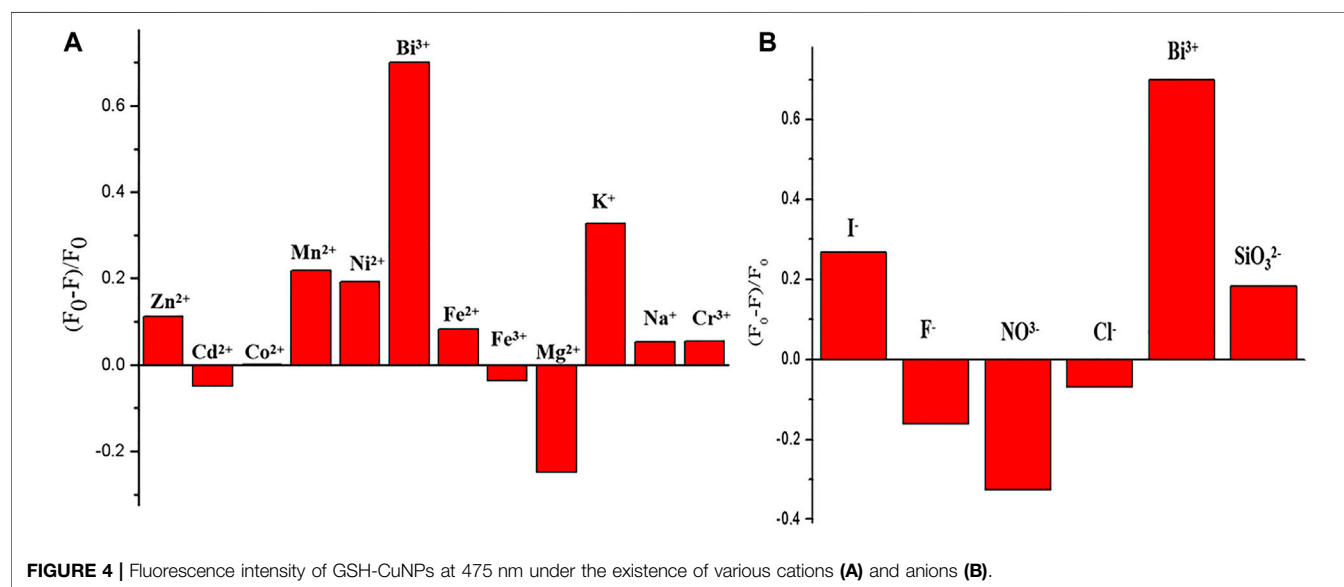 A
(F₀-F)/F₀
0.6
0.4
0.2
0.0
-0.2
Zn²⁺
Cd²⁺
Co²⁺
Mn²⁺
Ni²⁺
Bi³⁺
Fe²⁺
Fe³⁺
Mg²⁺
K⁺
Na⁺
Cr³⁺
B
(Fₒ-F)/Fₒ
0.6
0.4
0.2
0.0
-0.2
-0.4
I⁻
F⁻
NO³⁻
Cl⁻
Bi³⁺
SiO₃²⁻
FIGURE 4 | Fluorescence intensity of GSH-CuNPs at 475 nm under the existence of various cations (A) and anions (B).